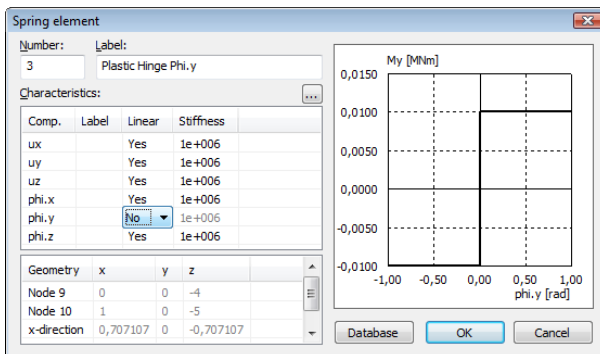 Spring element
Number: Label:
3 Plastic Hinge Phi.y
Characteristics: ...
Comp. Label Linear Stiffness
ux Yes 1e+006
uy Yes 1e+006
uz Yes 1e+006
phi.x Yes 1e+006
phi.y No 1e+006
phi.z Yes 1e+006
Geometry x y z
Node 9 0 0 -4
Node 10 1 0 -5
x-direction 0,707107 0 -0,707107
My [MNm]
0,0150
0,0100
0,0050
0,0000
-0,0050
-0,0100
-1,00 -0,50 0,00 0,50 1,00
phi.y [rad]
Database OK Cancel